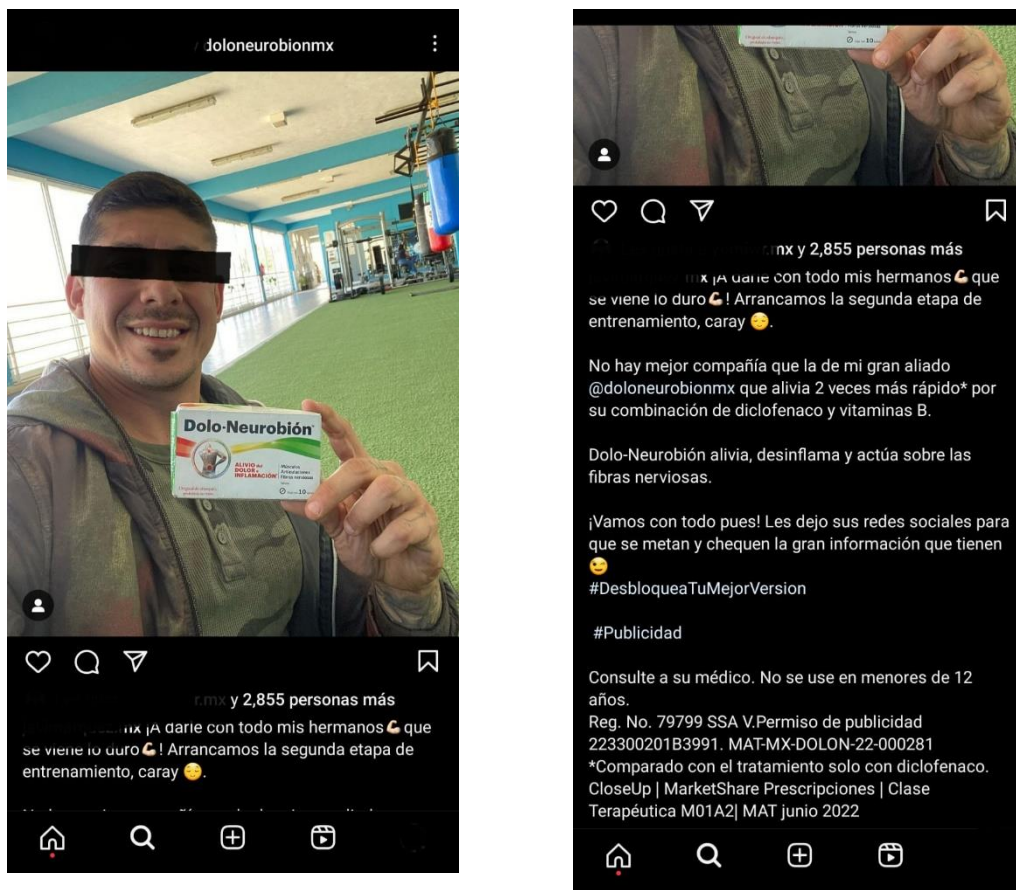 doloneurobionmx
Dolo-Neurobión
ALIVIO del
DOLOR e
INFLAMACIÓN
10
r.mx y 2,855 personas más
mx ¡A darle con todo mis hermanos💪🏻 que
se viene lo duro💪🏻! Arrancamos la segunda etapa de
entrenamiento, caray 😌.
r.mx y 2,855 personas más
mx ¡A darle con todo mis hermanos💪🏻 que
se viene lo duro💪🏻! Arrancamos la segunda etapa de
entrenamiento, caray 😌.
No hay mejor compañía que la de mi gran aliado
@doloneurobionmx que alivia 2 veces más rápido* por
su combinación de diclofenaco y vitaminas B.
Dolo-Neurobión alivia, desinflama y actúa sobre las
fibras nerviosas.
¡Vamos con todo pues! Les dejo sus redes sociales para
que se metan y chequen la gran información que tienen
😉
#DesbloqueaTuMejorVersion
#Publicidad
Consulte a su médico. No se use en menores de 12
años.
Reg. No. 79799 SSA V.Permiso de publicidad
223300201B3991. MAT-MX-DOLON-22-000281
*Comparado con el tratamiento solo con diclofenaco.
CloseUp | MarketShare Prescripciones | Clase
Terapéutica M01A2| MAT junio 2022